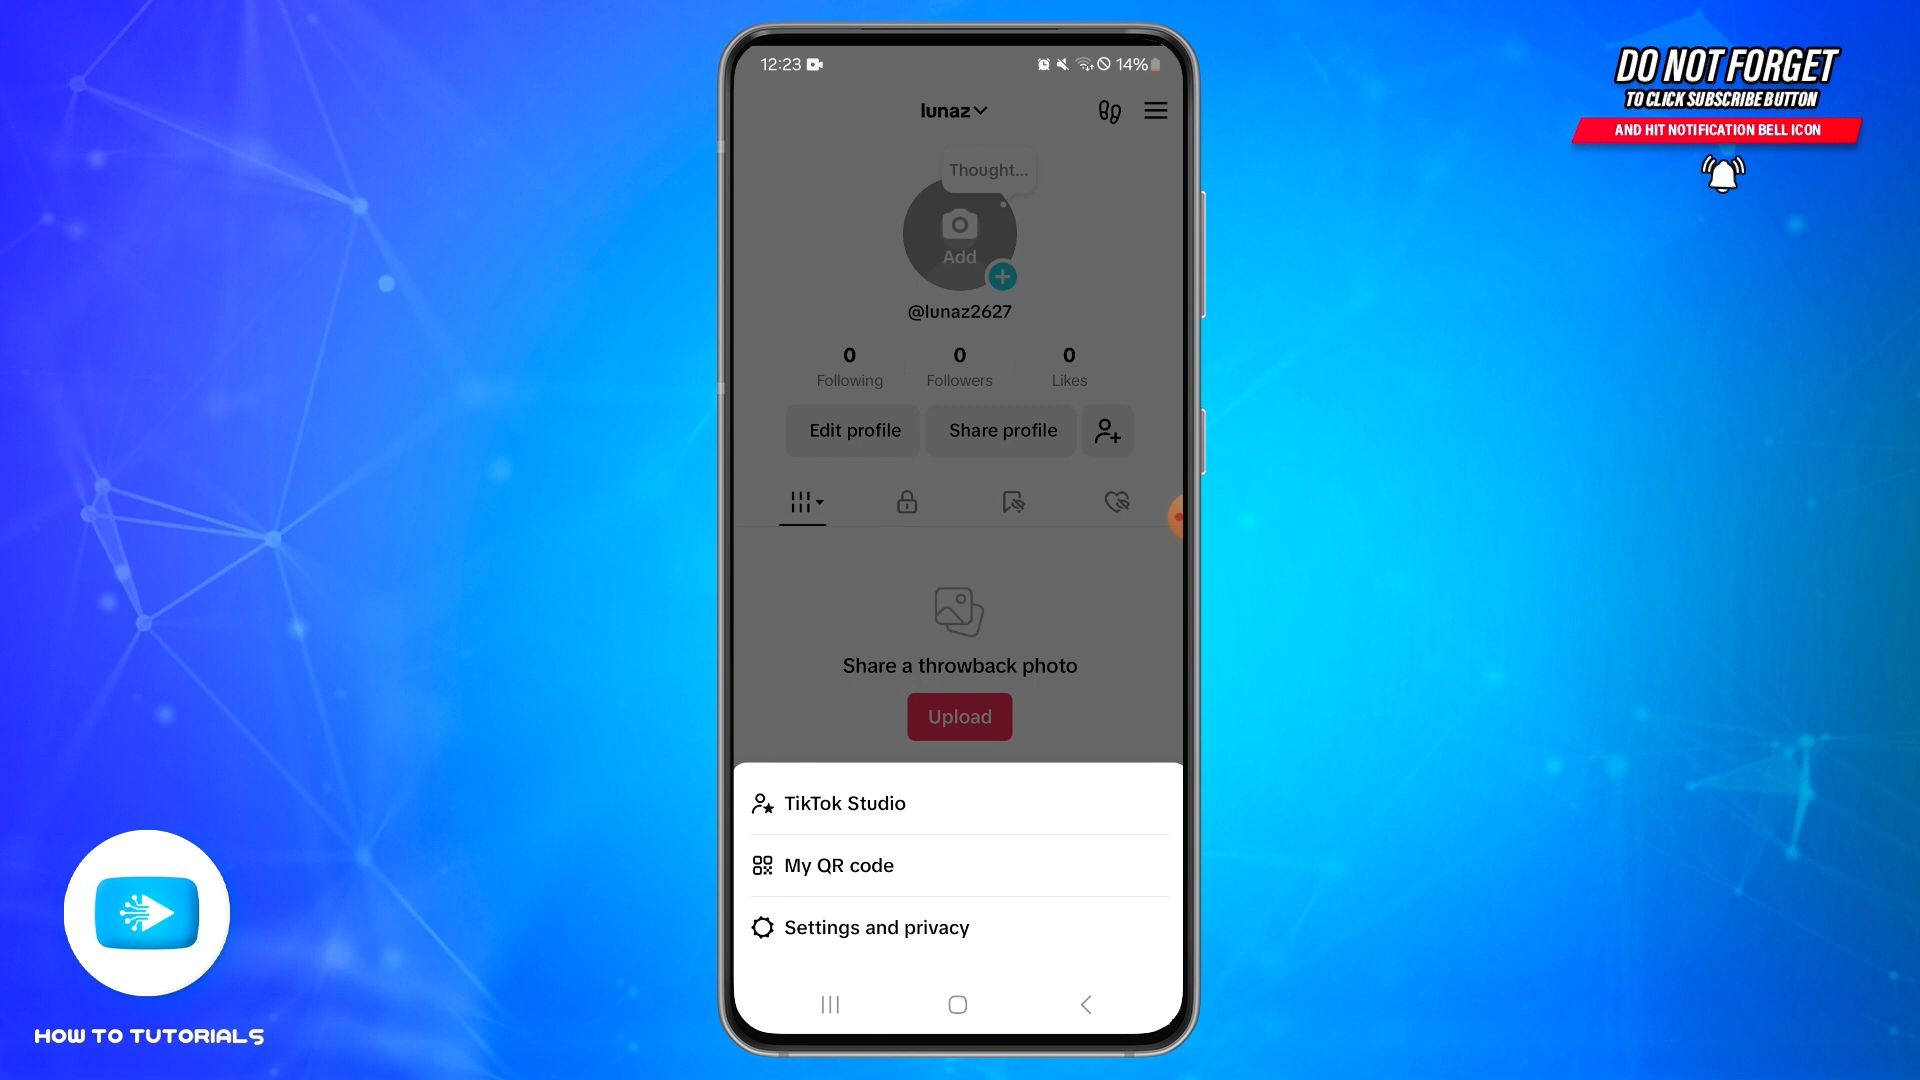 DO NOT FORGET
TO CLICK SUBSCRIBE BUTTON
AND HIT NOTIFICATION BELL ICON
12:23
14%
lunaz
Thought...
Add
@lunaz2627
0
Following
0
Followers
0
Likes
Edit profile
Share profile
Share a throwback photo
Upload
TikTok Studio
My QR code
Settings and privacy
HOW TO TUTORIALS